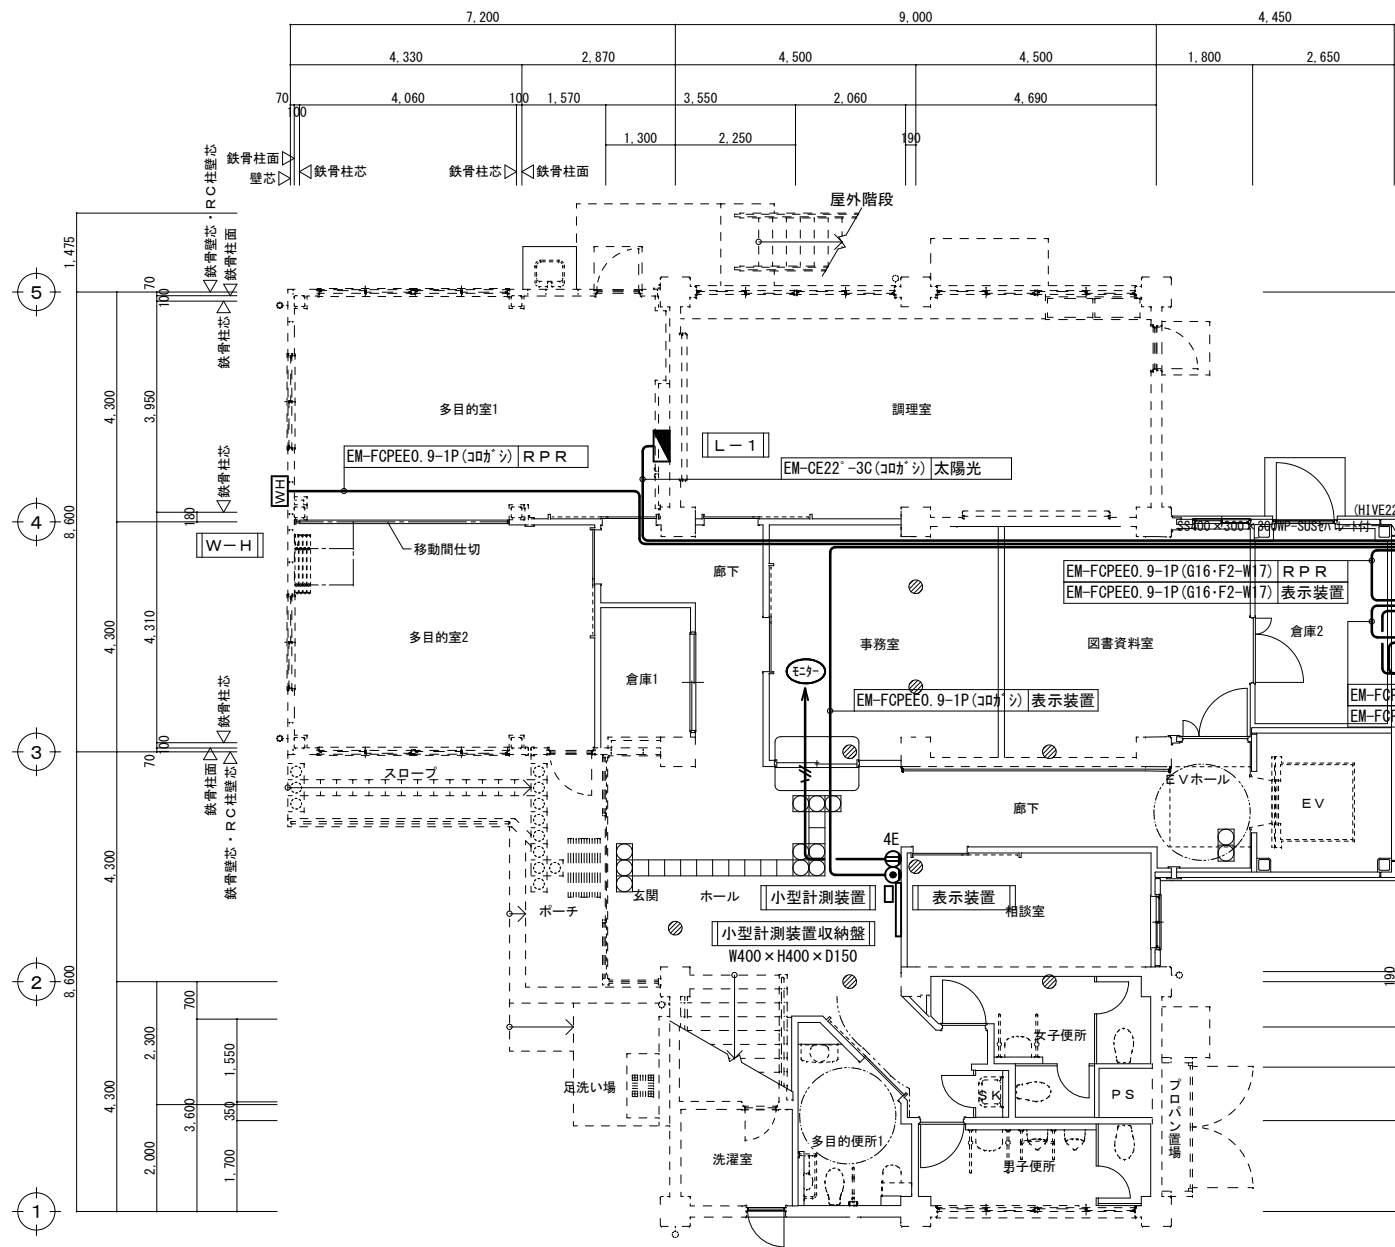 7,200
9,000
4,450
4,330
2,870
4,500
4,500
1,800
2,650
70
100
4,060
100
1,570
3,550
2,060
4,690
1,300
2,250
190
鉄骨柱面
壁芯
鉄骨柱芯
鉄骨柱芯
鉄骨柱面
鉄骨壁芯・RC柱壁芯
鉄骨柱面
屋外階段
1,475
70
100
5
鉄骨柱芯
4,300
3,950
多目的室1
調理室
L－1
EM-FCPEE0.9-1P(ｺﾛｶﾞｼ)
RPR
EM-CE22゜-3C(ｺﾛｶﾞｼ)
太陽光
WH
鉄骨柱芯
180
4
8,600
W－H
移動間仕切
(HIVE22
廊下
EM-FCPEE0.9-1P(G16・F2-W17)
RPR
EM-FCPEE0.9-1P(G16・F2-W17)
表示装置
4,300
4,310
多目的室2
倉庫1
事務室
図書資料室
倉庫2
ﾓﾆﾀｰ
EM-FCPEE0.9-1P(ｺﾛｶﾞｼ)
表示装置
EM-FCP
EM-FCP
鉄骨柱芯
100
70
3
鉄骨柱面
鉄骨壁芯・RC柱壁芯
スロープ
EVホール
EV
廊下
4E
4,300
ポーチ
玄関
ホール
小型計測装置
表示装置
相談室
小型計測装置収納盤
W400×H400×D150
2
8,600
190
700
2,300
1,550
女子便所
4,300
3,600
350
足洗い場
SK
PS
プロパン置場
2,000
1,700
洗濯室
多目的便所1
男子便所
1